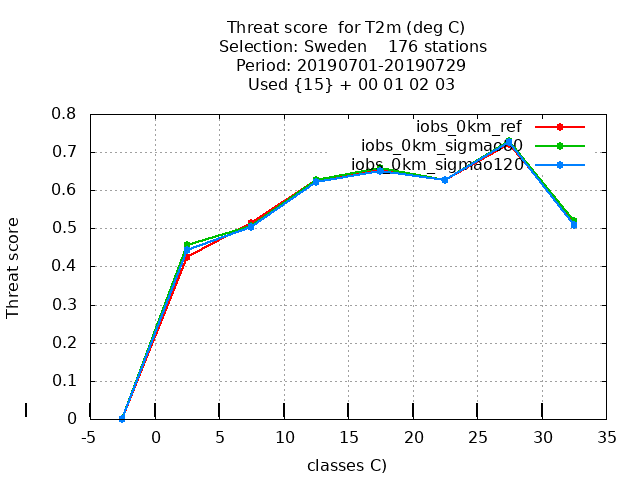 Threat score  for T2m (deg C)
Selection: Sweden    176 stations
Period: 20190701-20190729
Used {15} + 00 01 02 03
iobs_0km_ref
iobs_0km_sigmao60
iobs_0km_sigmao120
Threat score
0.8
0.7
0.6
0.5
0.4
0.3
0.2
0.1
0
-5 0 5 10 15 20 25 30 35
classes C)